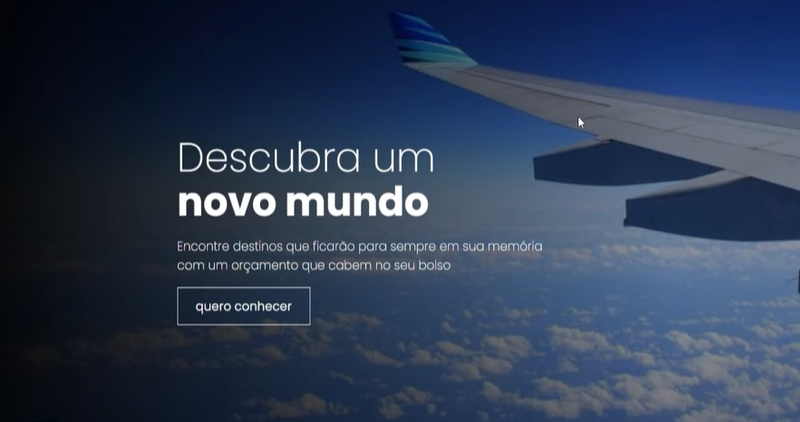 Descubra um
novo mundo
Encontre destinos que ficarão para sempre em sua memória
com um orçamento que cabem no seu bolso
quero conhecer